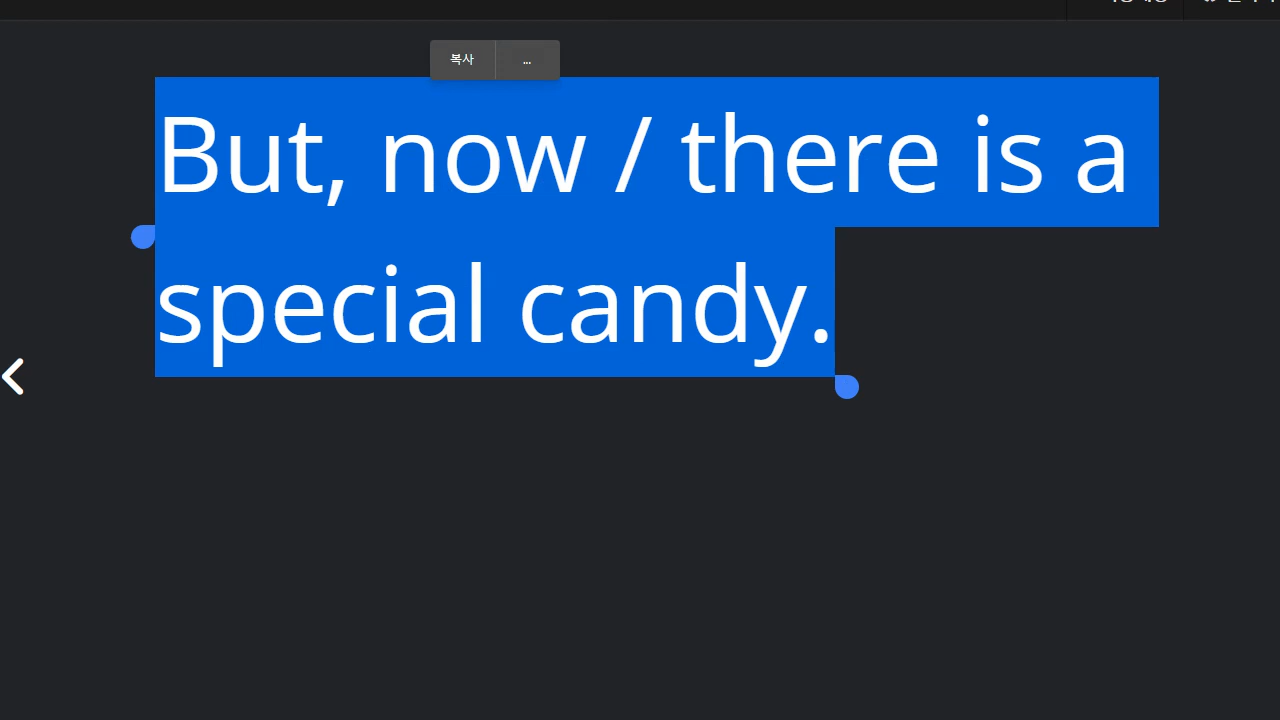 복사
...
But, now / there is a
special candy.